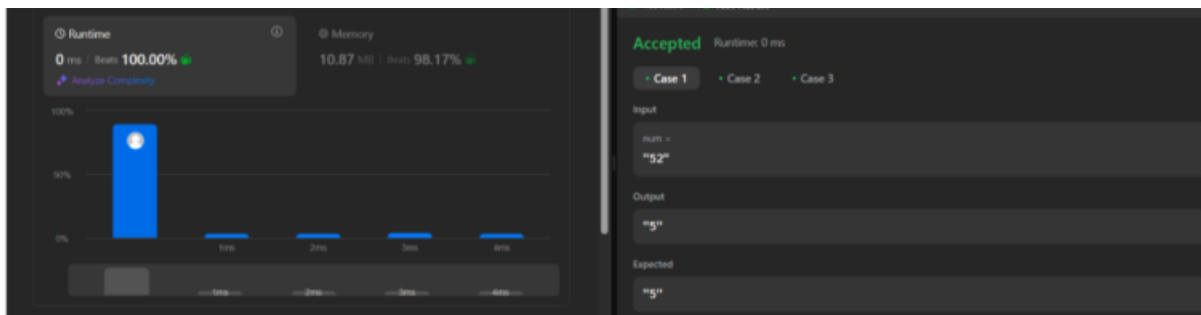 Runtime
0 ms | Beats 100.00%
Analyze Complexity
Memory
10.87 MB | Beats 98.17%
100%
50%
0%
1ms 2ms 3ms 4ms
1ms 2ms 3ms 4ms
Accepted Runtime: 0 ms
• Case 1 • Case 2 • Case 3
Input
num =
"52"
Output
"5"
Expected
"5"